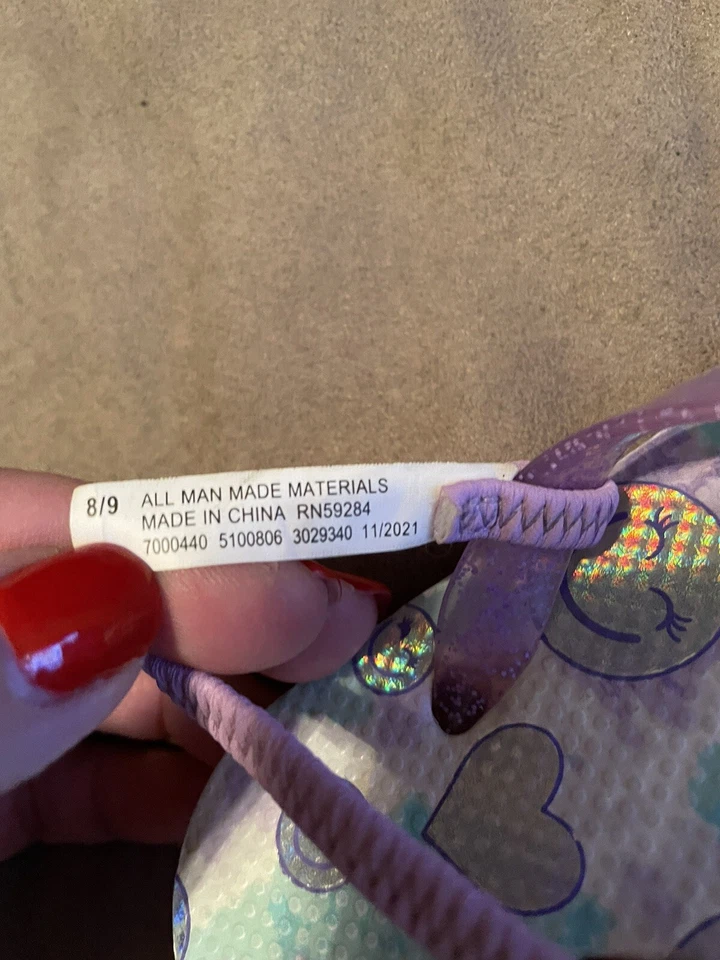 8/9 ALL MAN MADE MATERIALS
MADE IN CHINA RN59284
7000440 5100806 3029340 11/2021